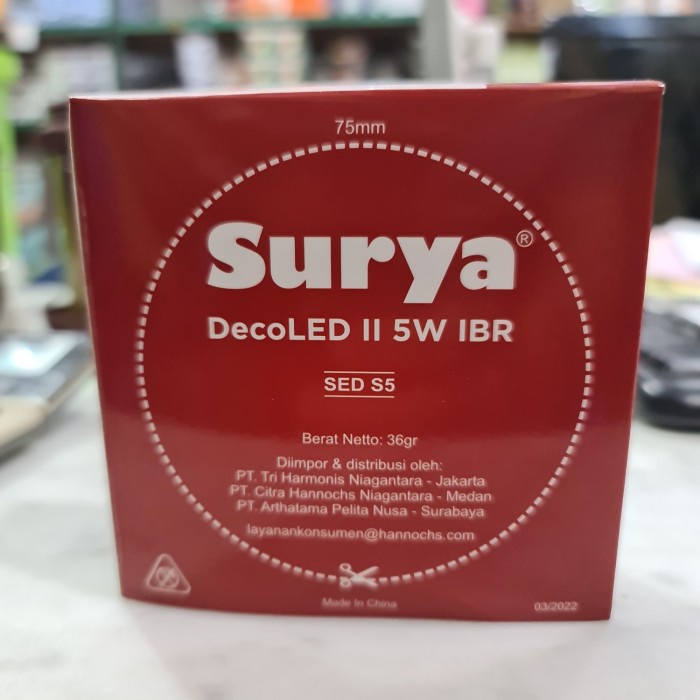 75mm
Surya®
DecoLED II 5W IBR
SED S5
Berat Netto: 36gr
Diimpor & distribusi oleh:
PT. Tri Harmonis Niagantara - Jakarta
PT. Citra Hannochs Niagantara - Medan
PT. Arthatama Pelita Nusa - Surabaya
layanankonsumen@hannochs.com
Made In China
03/2022